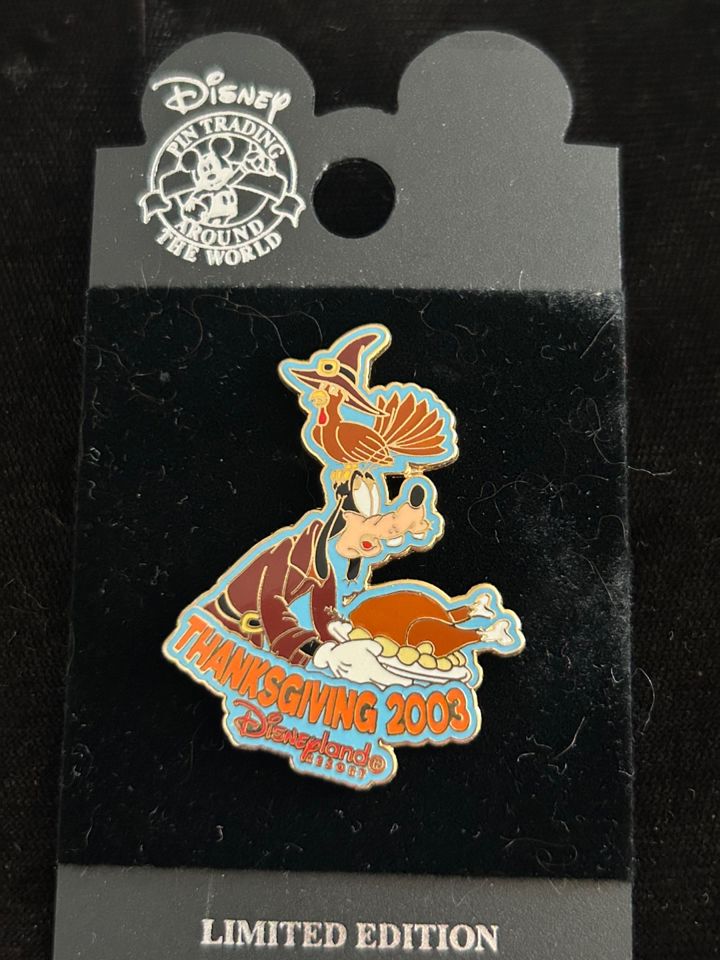 Disney
PIN TRADING
AROUND
THE WORLD
THANKSGIVING 2003
Disneyland®
RESORT
LIMITED EDITION